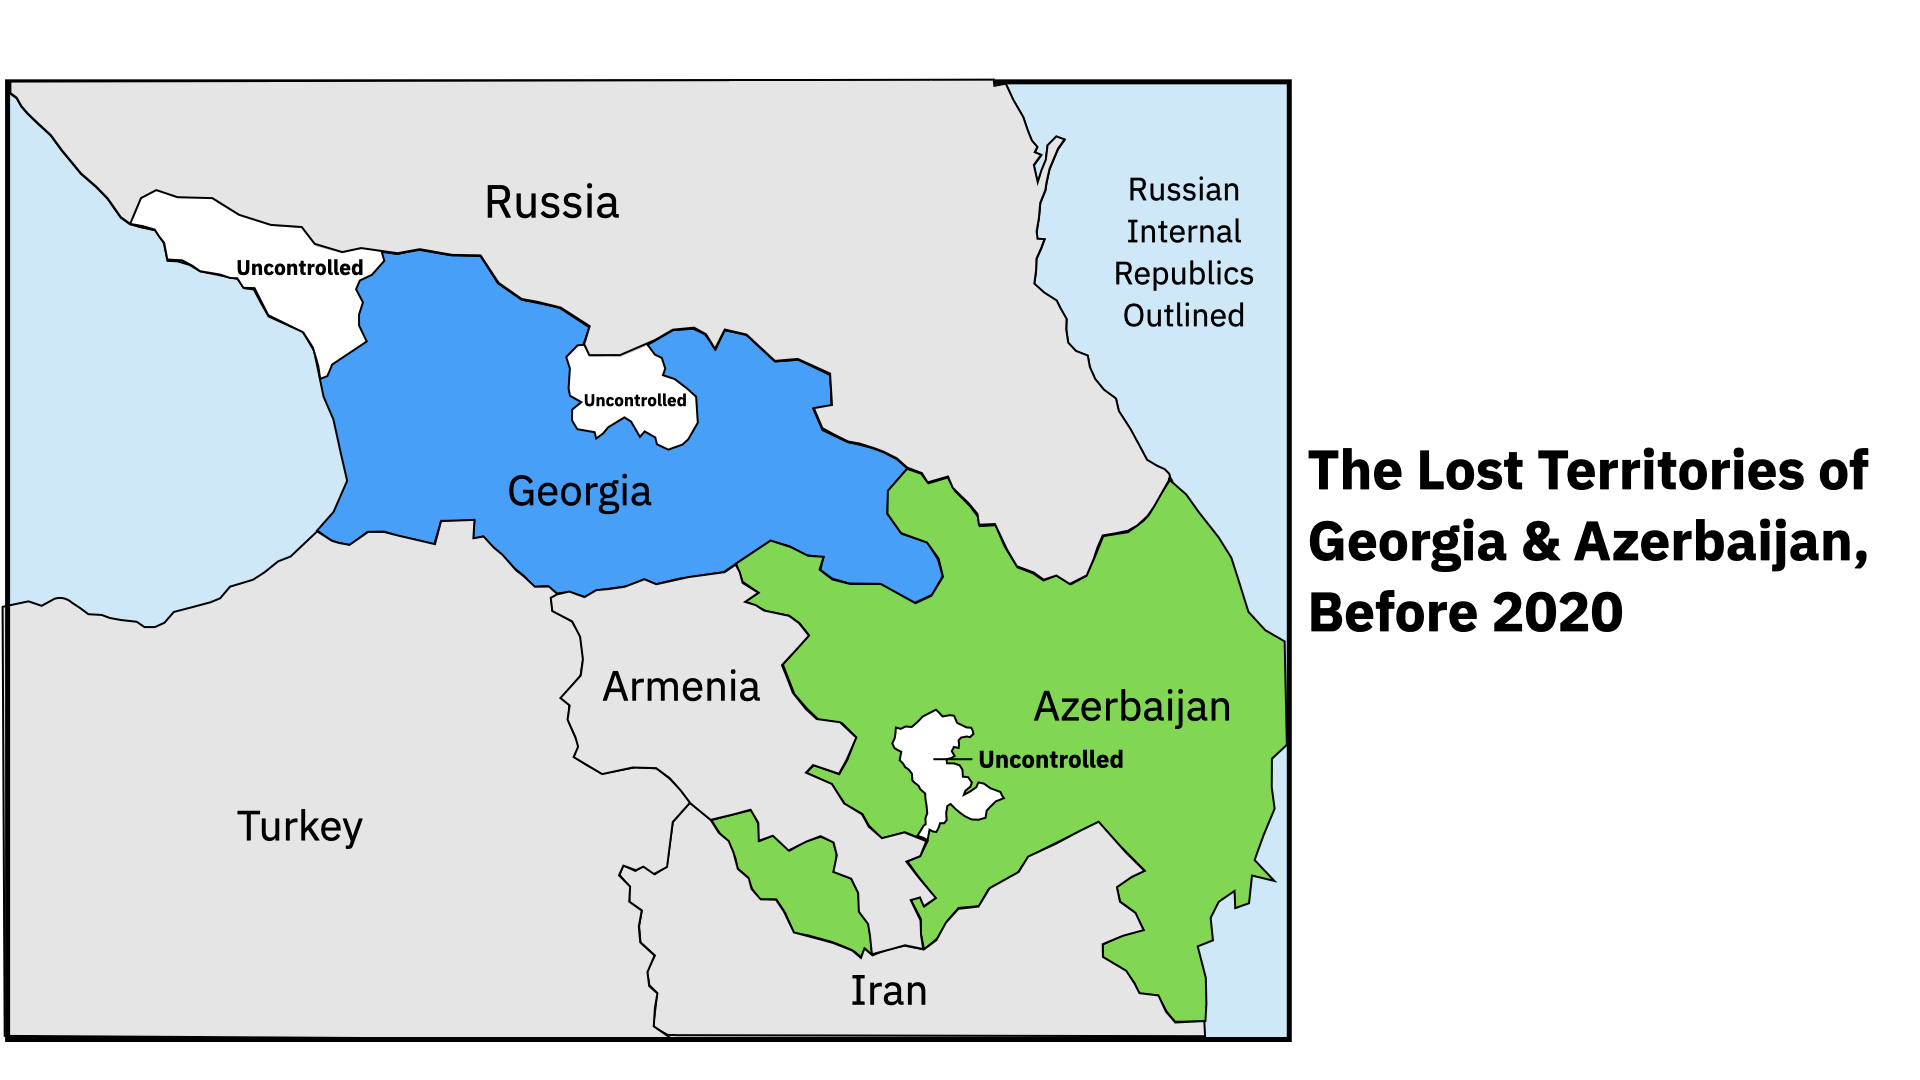 Russia
Russian
Internal
Republics
Outlined
Uncontrolled
Uncontrolled
The Lost Territories of
Georgia & Azerbaijan,
Before 2020
Georgia
Armenia
Azerbaijan
Uncontrolled
Turkey
Iran